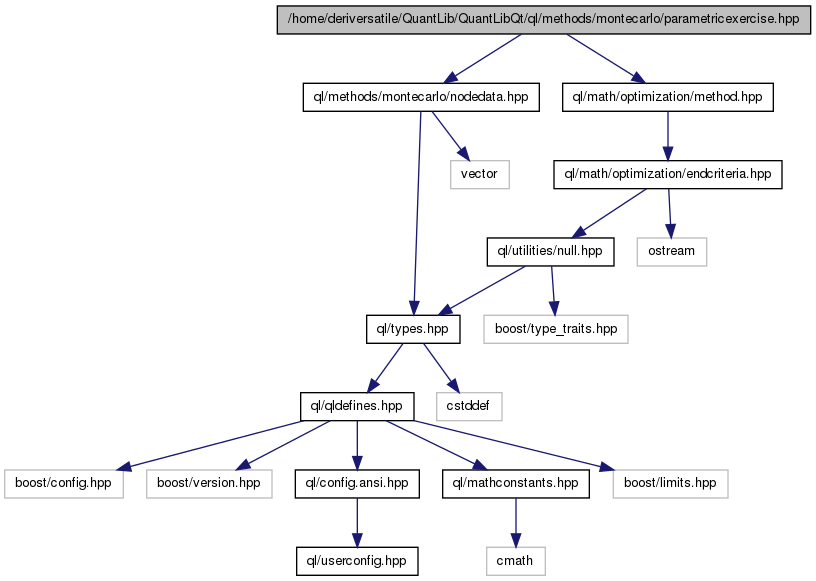 /home/deriversatile/QuantLib/QuantLibQt/ql/methods/montecarlo/parametricexercise.hpp
ql/methods/montecarlo/nodedata.hpp
ql/math/optimization/method.hpp
vector
ql/math/optimization/endcriteria.hpp
ql/utilities/null.hpp
ostream
ql/types.hpp
boost/type_traits.hpp
ql/qldefines.hpp
cstddef
boost/config.hpp
boost/version.hpp
ql/config.ansi.hpp
ql/mathconstants.hpp
boost/limits.hpp
ql/userconfig.hpp
cmath